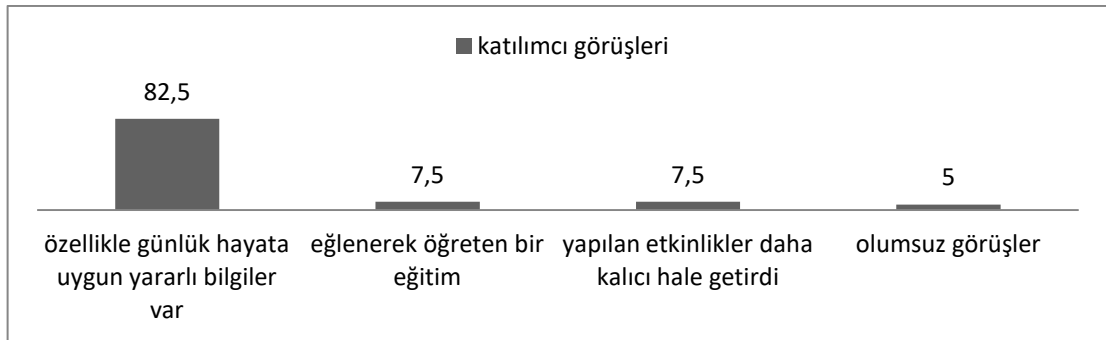 katılımcı görüşleri
82,5
7,5
7,5
5
özellikle günlük hayata
uygun yararlı bilgiler
var
eğlenerek öğreten bir
eğitim
yapılan etkinlikler daha
kalıcı hale getirdi
olumsuz görüşler